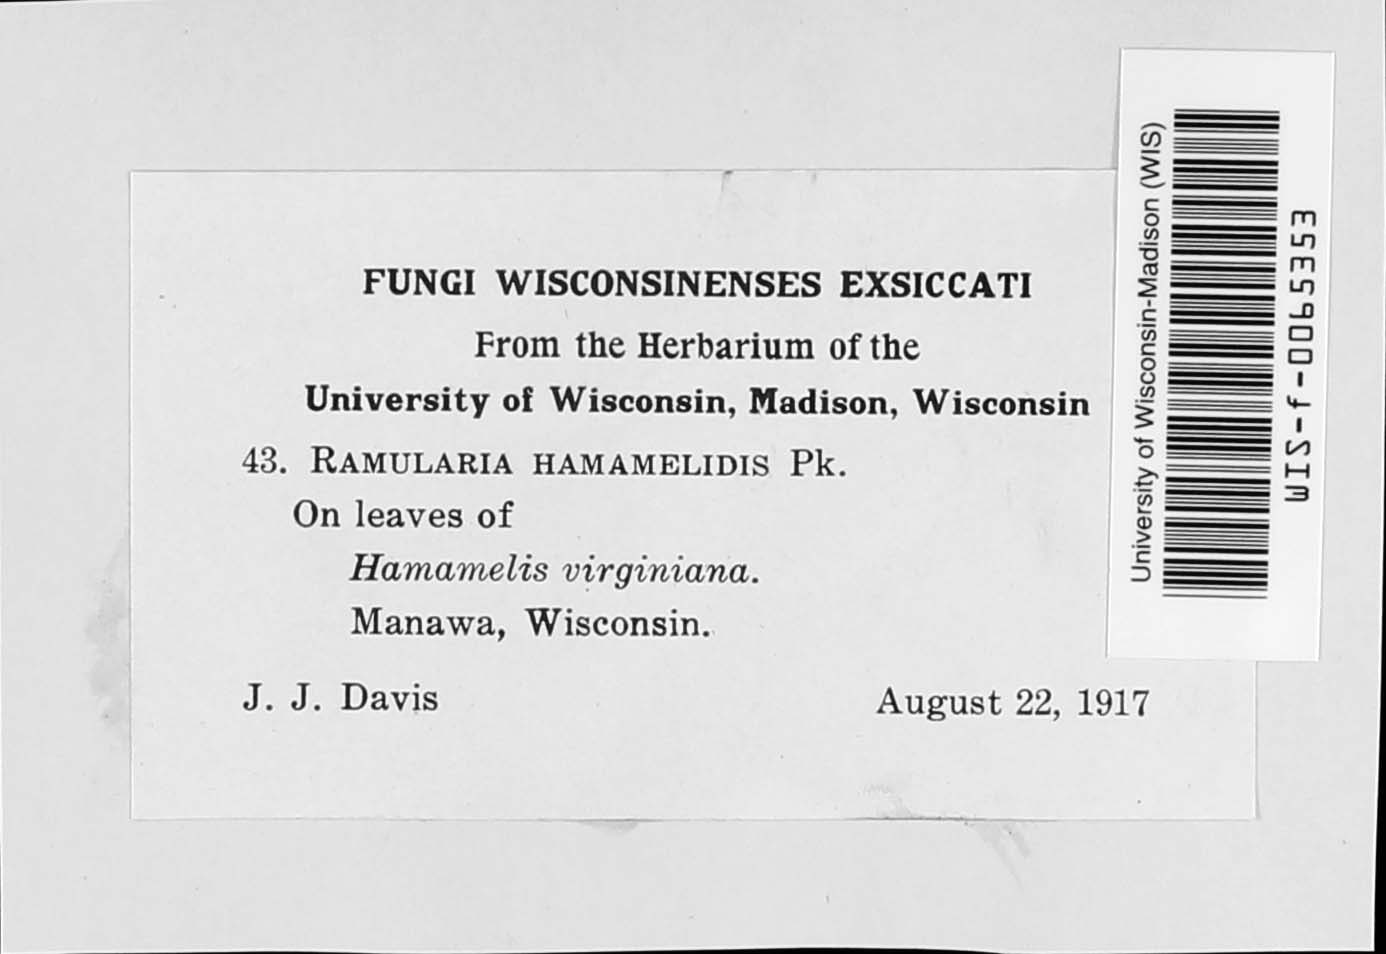 FUNGI WISCONSINENSES EXSICCATI
From the Herbarium of the
University of Wisconsin, Madison, Wisconsin
43. RAMULARIA HAMAMELIDIS Pk.
On leaves of
Hamamelis virginiana.
Manawa, Wisconsin.
J. J. Davis August 22, 1917
University of Wisconsin-Madison (WIS)
WIS-f-0065353